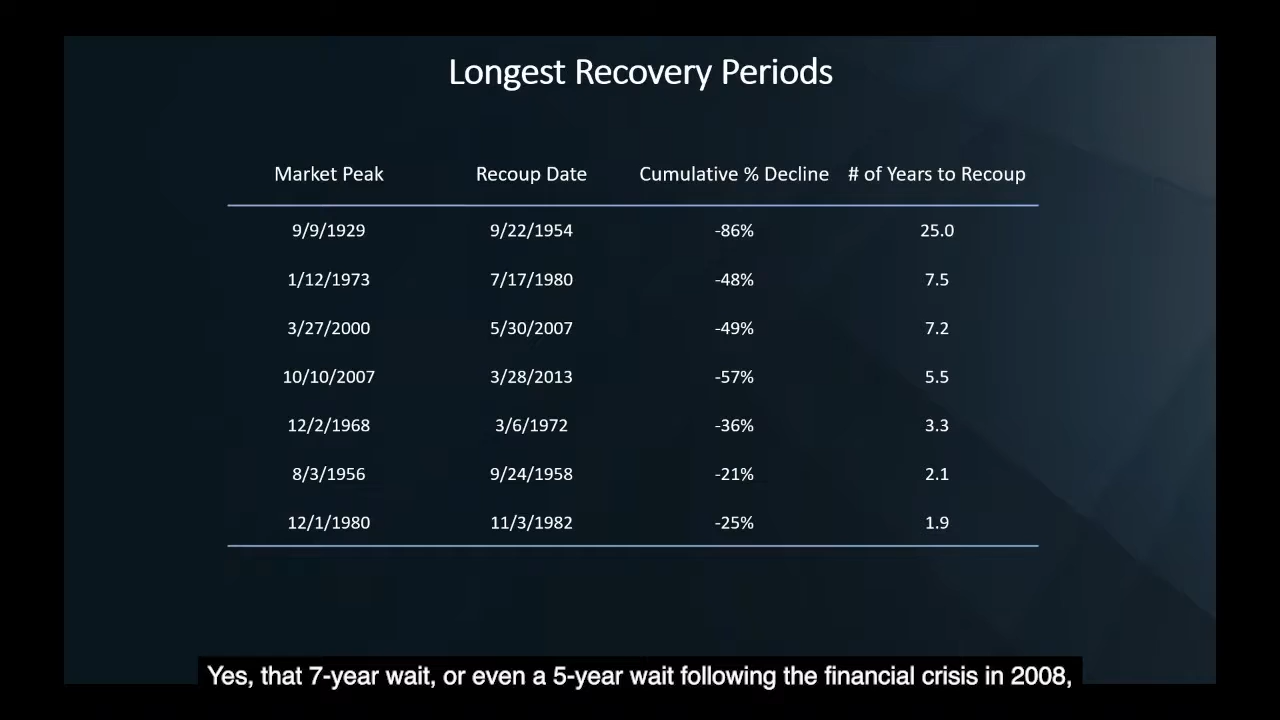 Longest Recovery Periods
Market Peak Recoup Date Cumulative % Decline # of Years to Recoup
9/9/1929 9/22/1954 -86% 25.0
1/12/1973 7/17/1980 -48% 7.5
3/27/2000 5/30/2007 -49% 7.2
10/10/2007 3/28/2013 -57% 5.5
12/2/1968 3/6/1972 -36% 3.3
8/3/1956 9/24/1958 -21% 2.1
12/1/1980 11/3/1982 -25% 1.9
Yes, that 7-year wait, or even a 5-year wait following the financial crisis in 2008,